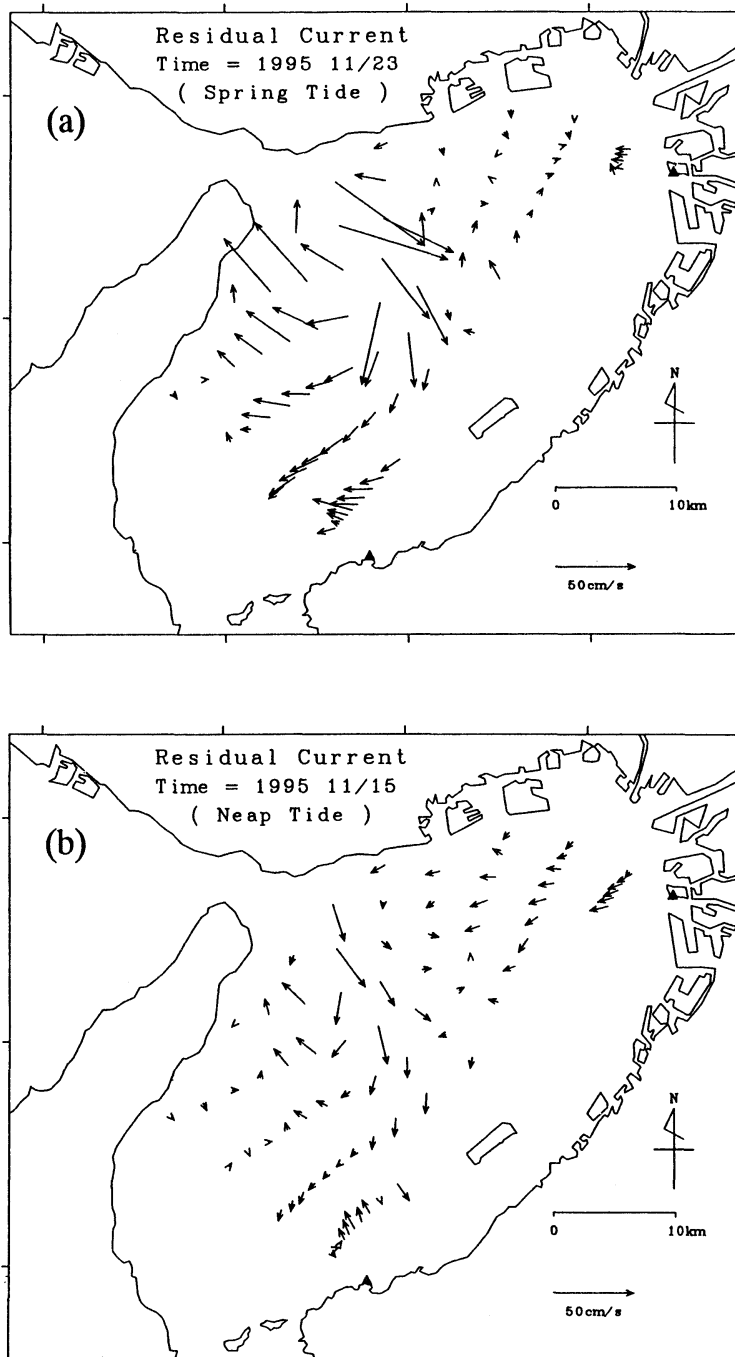 Residual Current
Time = 1995 11/23
( Spring Tide )
(a)
N
0 10km
50cm/s
Residual Current
Time = 1995 11/15
( Neap Tide )
(b)
N
0 10km
50cm/s